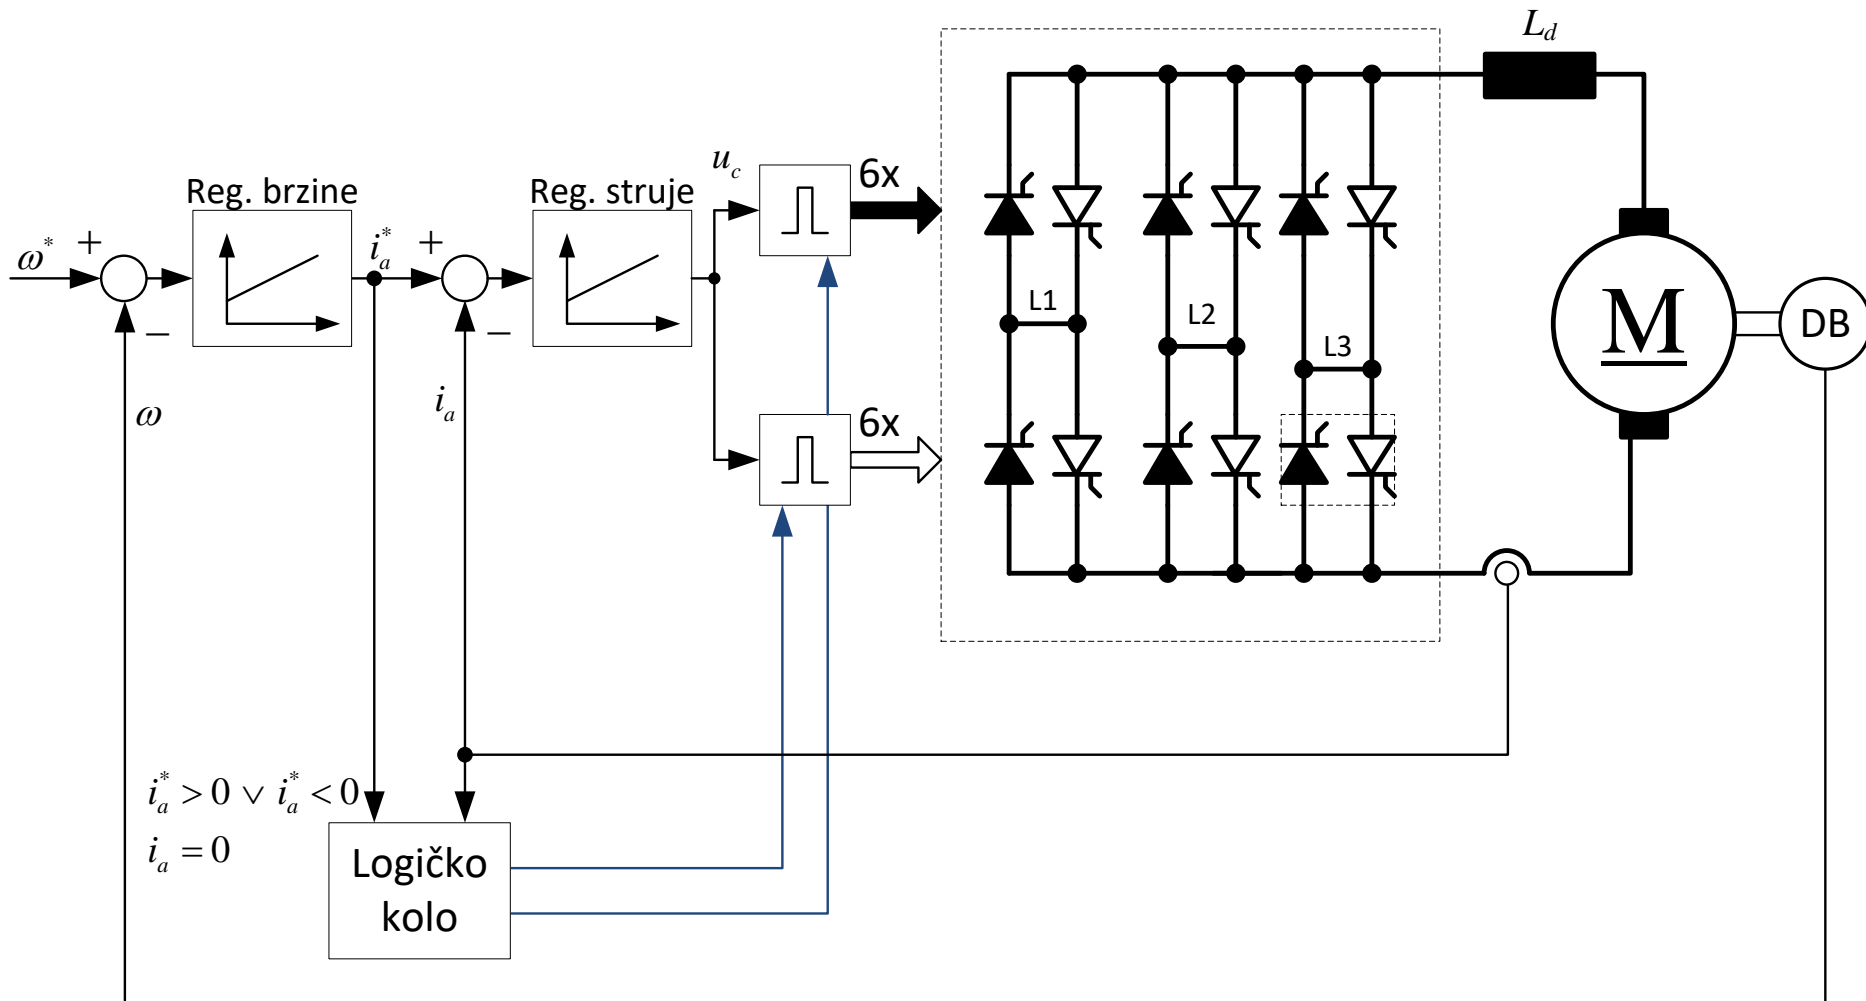 L_d
u_c
6x
Reg. brzine
Reg. struje
ω* + i_a* +
L1
L2
L3
M
DB
−
−
ω
i_a
6x
i_a* > 0 ∨ i_a* < 0
i_a = 0
Logičko
kolo